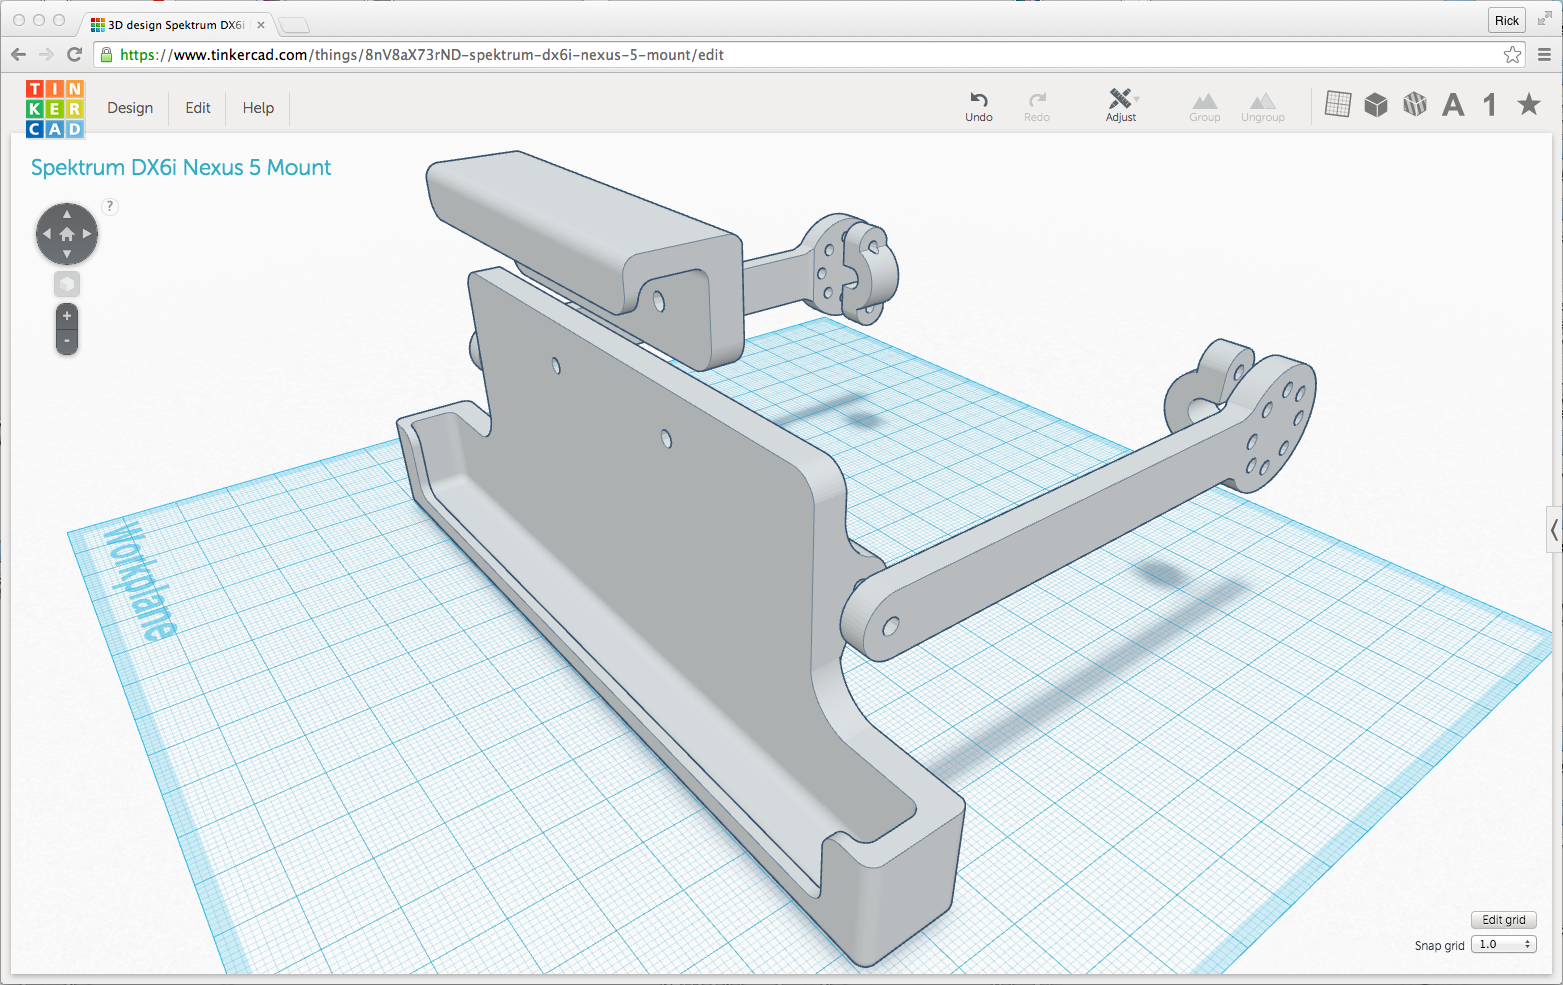 3D design Spektrum DX6i
Rick
https://www.tinkercad.com/things/8nV8aX73rND-spektrum-dx6i-nexus-5-mount/edit
TIN
KER
CAD
Design
Edit
Help
Undo
Redo
Adjust
Group
Ungroup
A
1
Spektrum DX6i Nexus 5 Mount
?
+
-
Workplane
Edit grid
Snap grid
1.0